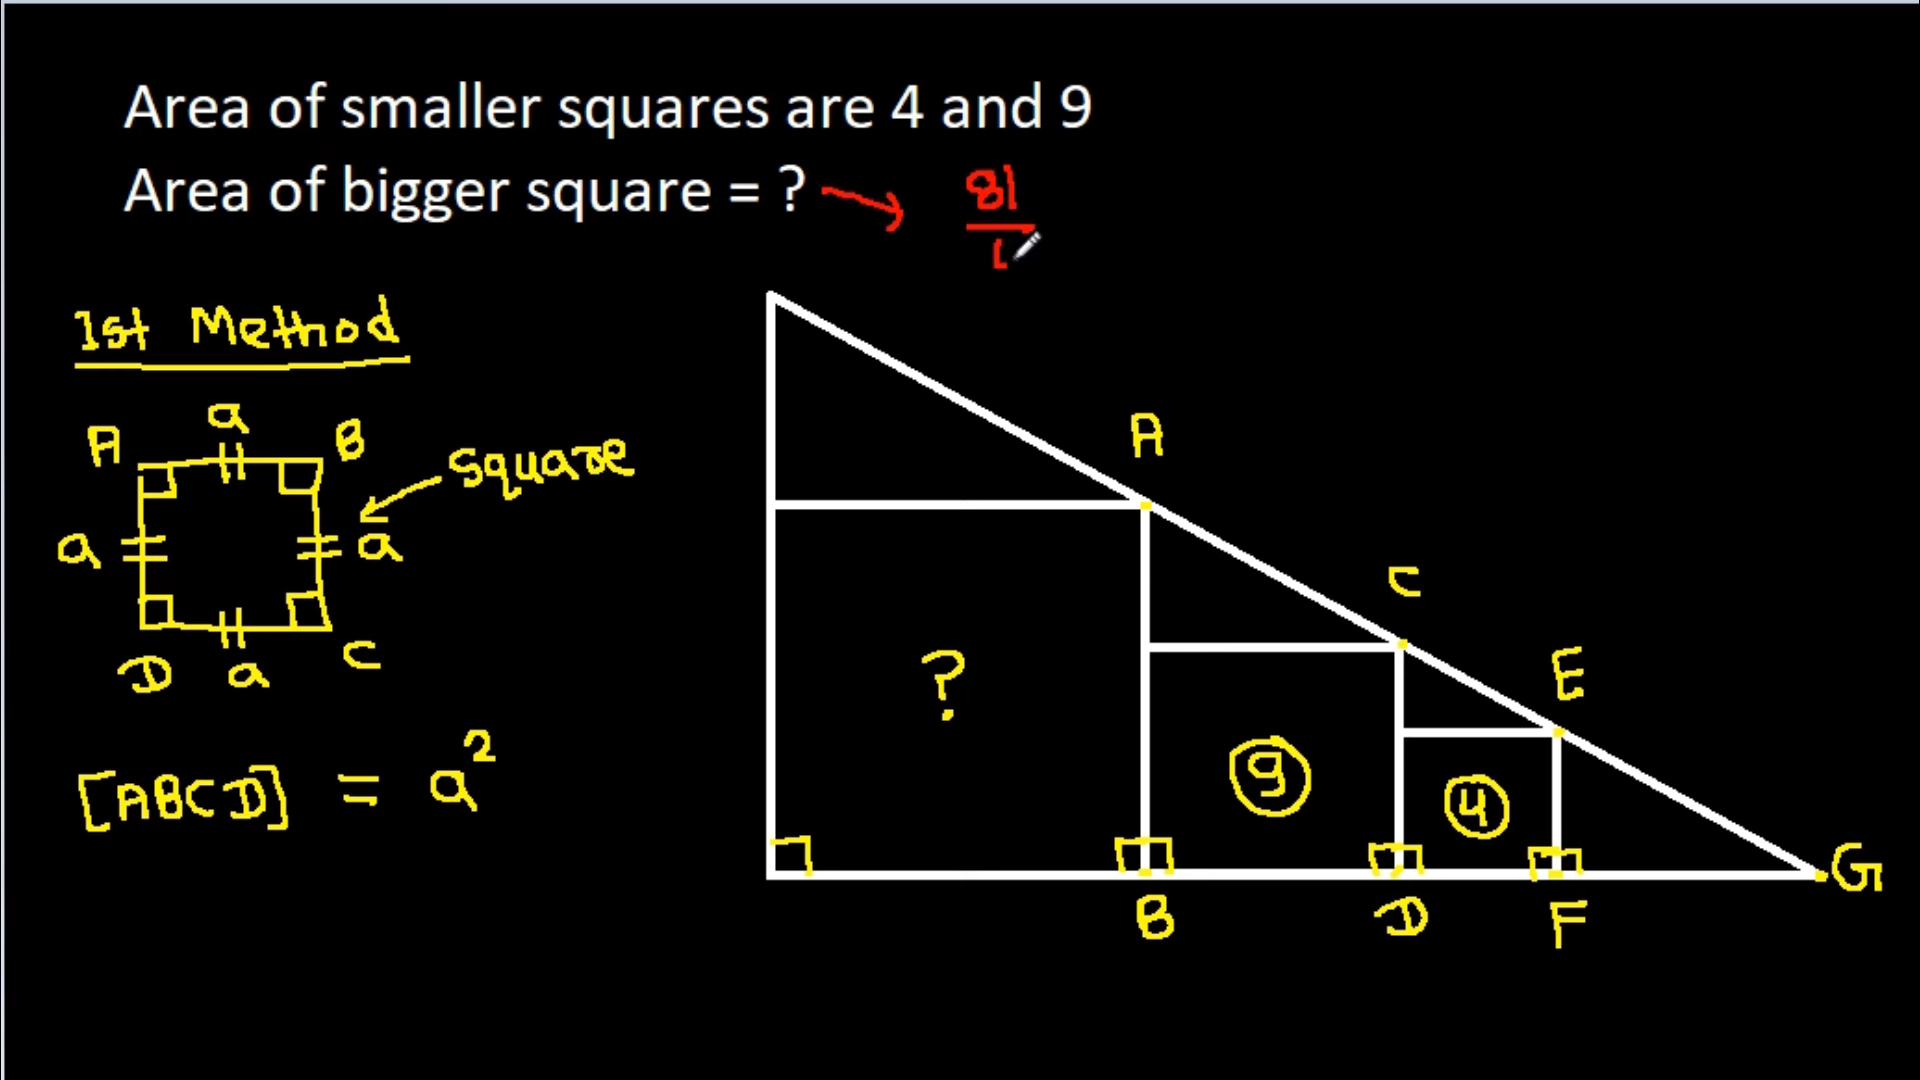 Area of smaller squares are 4 and 9
Area of bigger square = ? → 81
1st Method
a
A B
square
a a
D a C
[ABCD] = a²
A
C
E
?
9
4
G
B D F